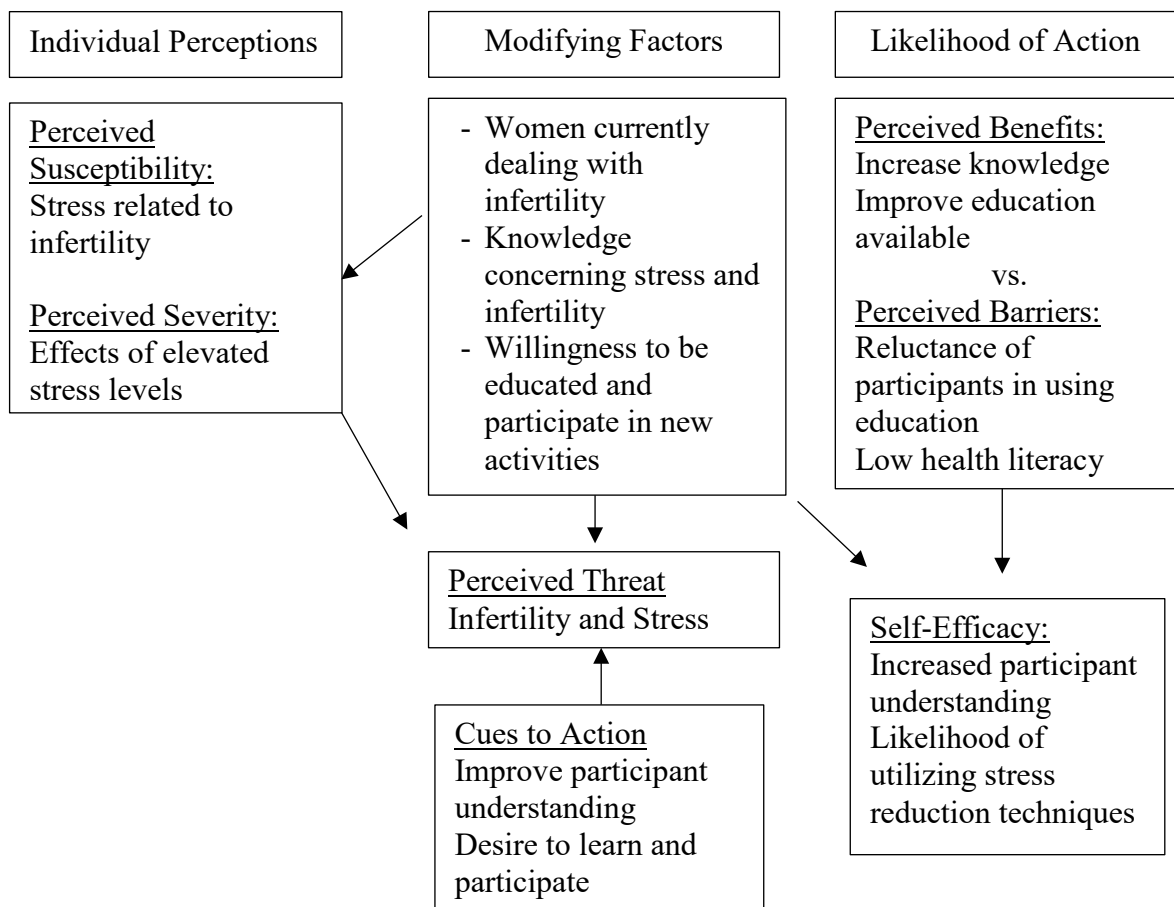 Individual Perceptions
Modifying Factors
Likelihood of Action
Perceived
Susceptibility:
Stress related to
infertility
Perceived Severity:
Effects of elevated
stress levels
- Women currently
dealing with
infertility
- Knowledge
concerning stress and
infertility
- Willingness to be
educated and
participate in new
activities
Perceived Benefits:
Increase knowledge
Improve education
available
vs.
Perceived Barriers:
Reluctance of
participants in using
education
Low health literacy
Perceived Threat
Infertility and Stress
Self-Efficacy:
Increased participant
understanding
Likelihood of
utilizing stress
reduction techniques
Cues to Action
Improve participant
understanding
Desire to learn and
participate